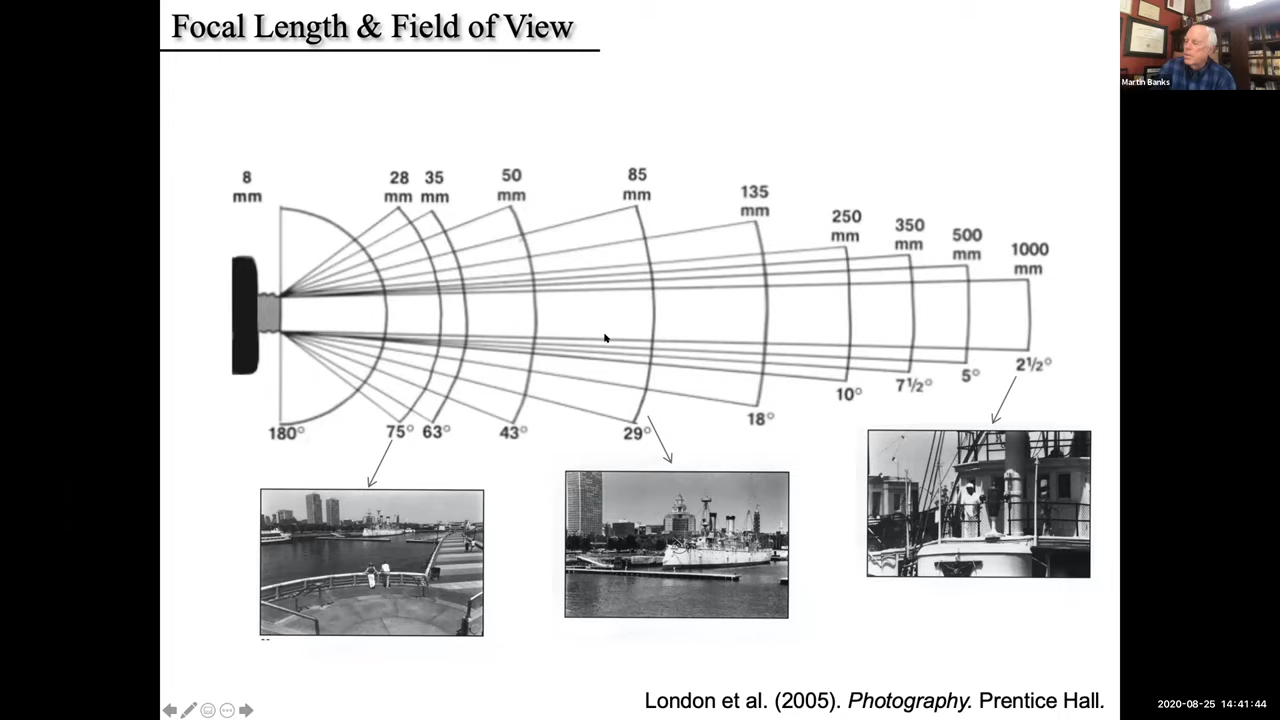 Focal Length & Field of View
Martin Banks
8
mm
28
mm
35
mm
50
mm
85
mm
135
mm
250
mm
350
mm
500
mm
1000
mm
180°
75°
63°
43°
29°
18°
10°
7½°
5°
2½°
London et al. (2005). Photography. Prentice Hall.
2020-08-25 14:41:44